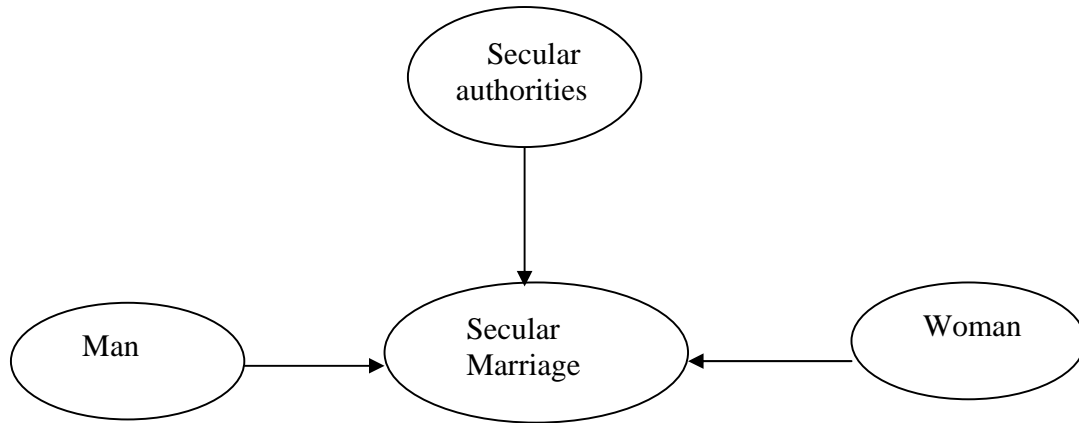 Secular
authorities
Man
Secular
Marriage
Woman